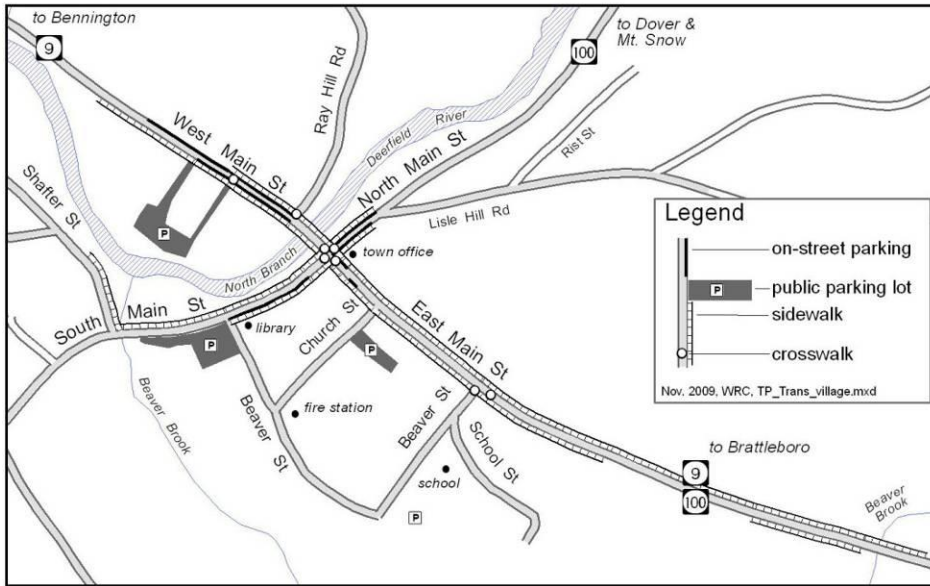 to Bennington
9
to Dover &
Mt. Snow
100
Ray Hill Rd
West Main St
Deerfield River
North Main St
Rist St
Lisle Hill Rd
Shafter St
P
North Branch
town office
South Main St
library
Church St
East Main St
P
P
fire station
Beaver St
Beaver St
School St
Beaver Brook
school
P
to Brattleboro
9
100
Beaver
Brook
Legend
on-street parking
P
public parking lot
sidewalk
crosswalk
Nov. 2009, WRC, TP_Trans_village.mxd